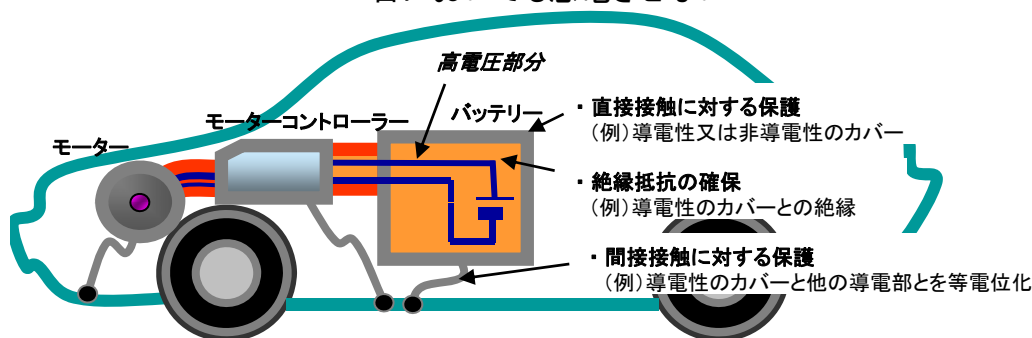 高電圧部分
バッテリー
モーターコントローラー
モーター
・直接接触に対する保護
（例）導電性又は非導電性のカバー
・絶縁抵抗の確保
（例）導電性のカバーとの絶縁
・間接接触に対する保護
（例）導電性のカバーと他の導電部とを等電位化